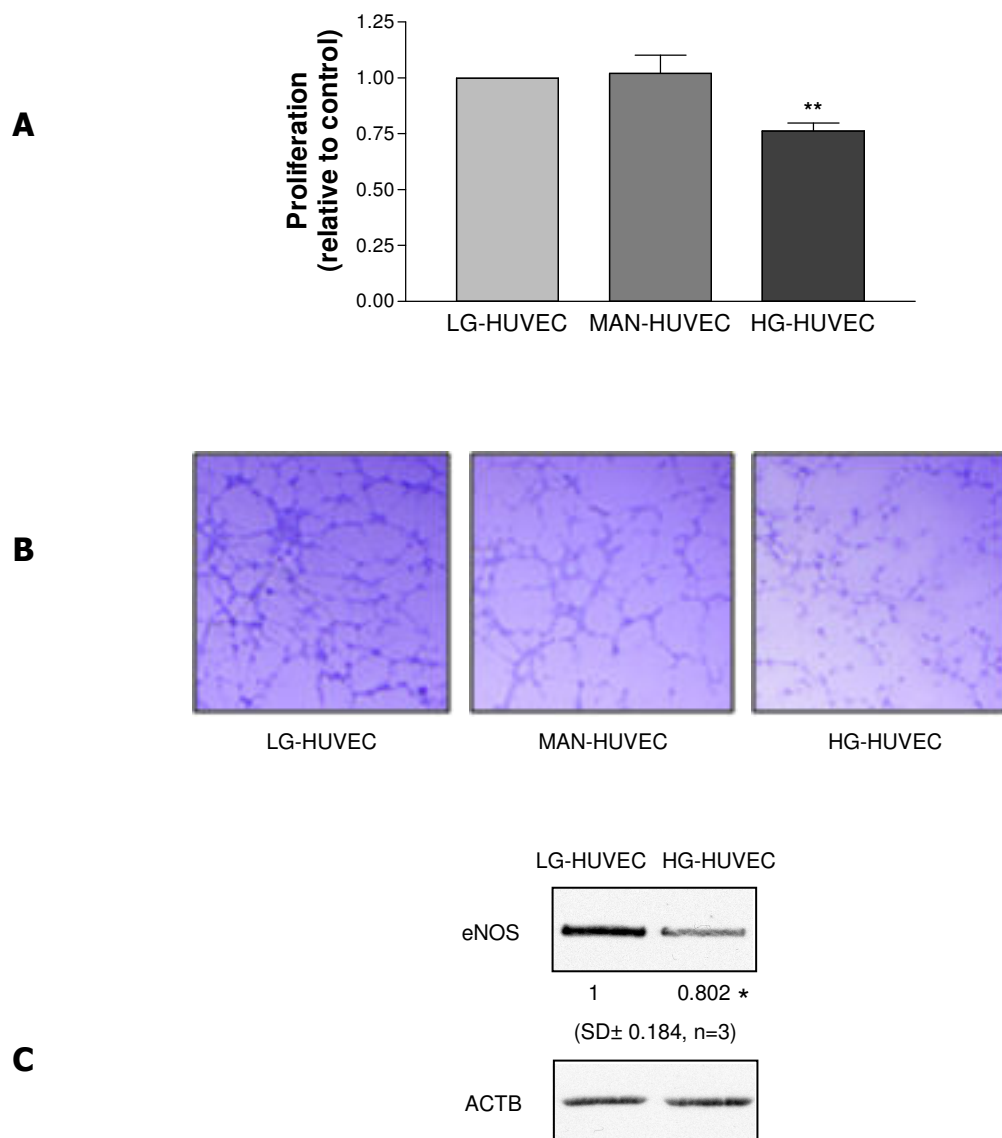 A
Proliferation
(relative to control)
1.25
1.00
0.75
0.50
0.25
0.00
**
LG-HUVEC MAN-HUVEC HG-HUVEC
B
LG-HUVEC MAN-HUVEC HG-HUVEC
C
LG-HUVEC HG-HUVEC
eNOS
1 0.802 *
(SD± 0.184, n=3)
ACTB